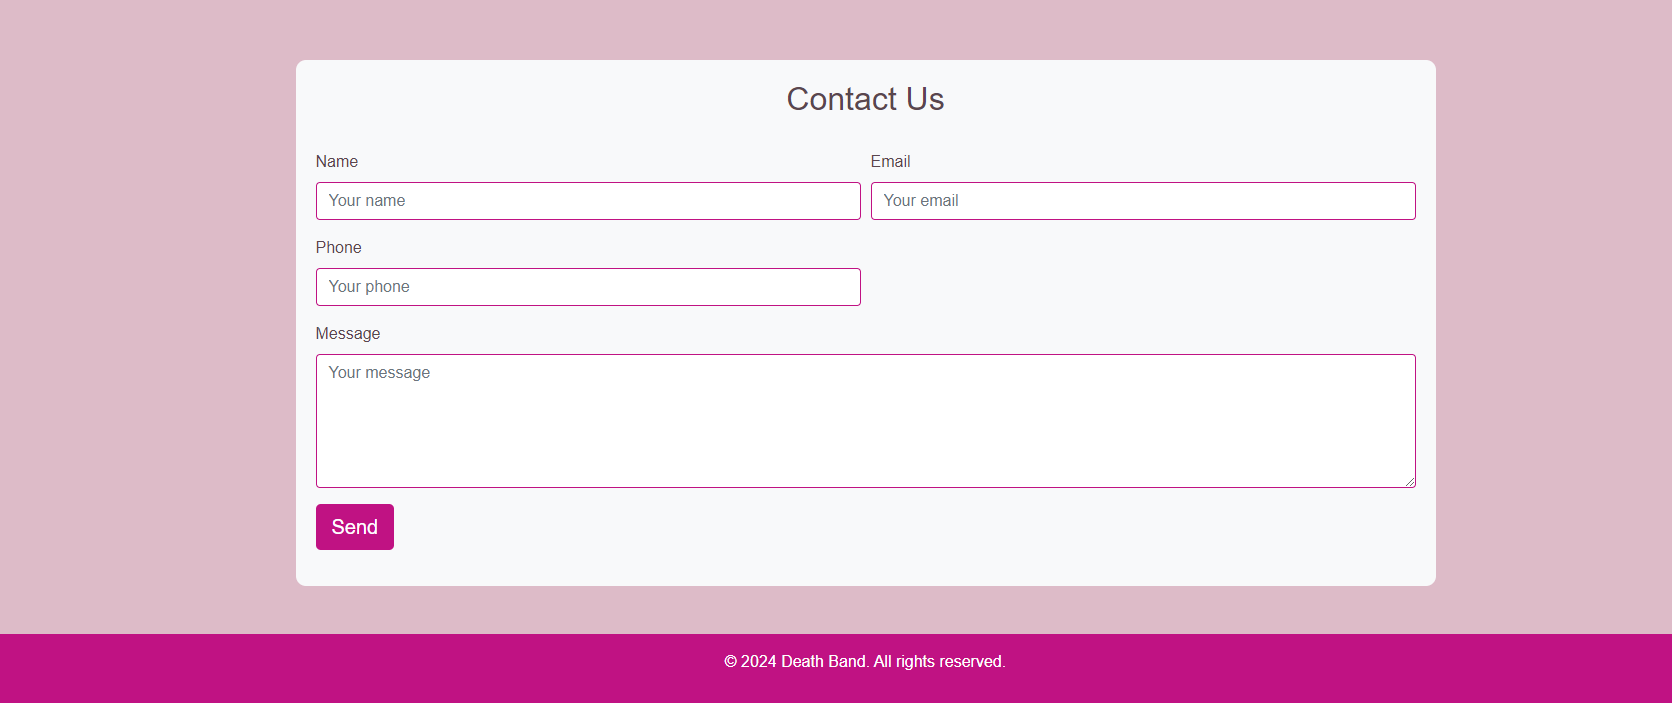 Contact Us
Name
Email
Your name
Your email
Phone
Your phone
Message
Your message
Send
© 2024 Death Band. All rights reserved.